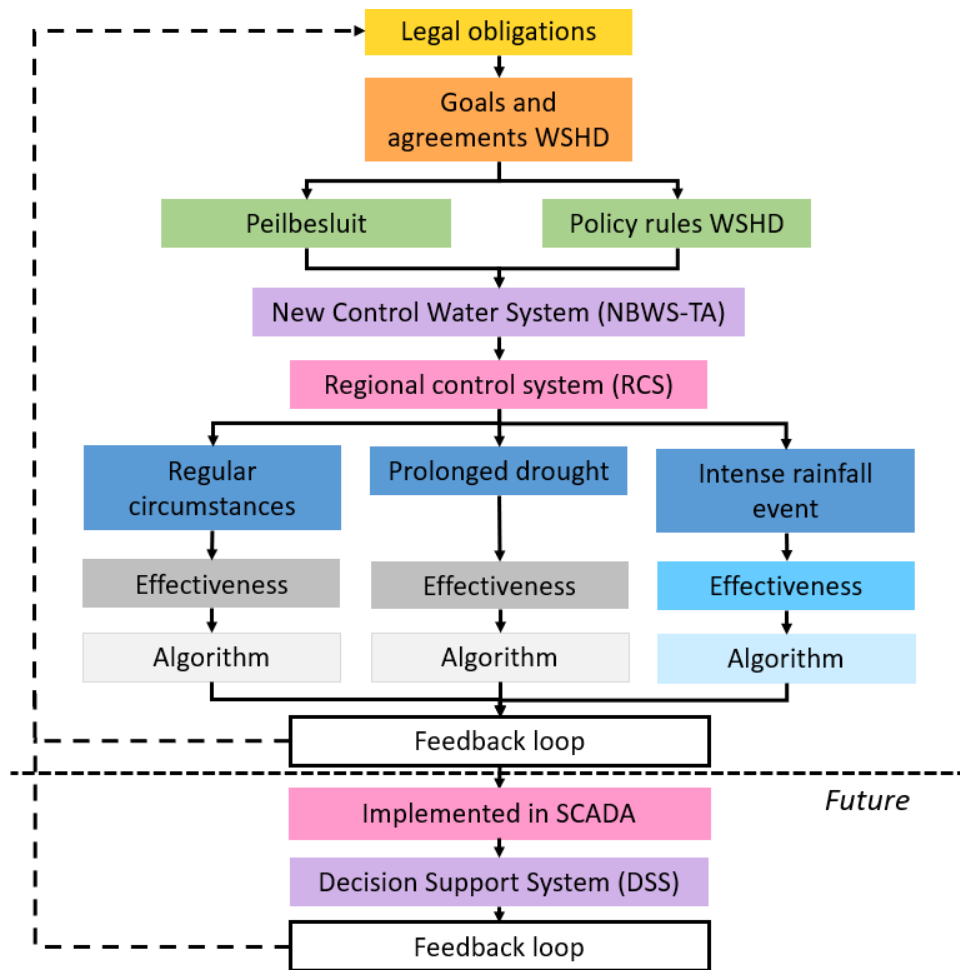 Legal obligations
Goals and
agreements WSHD
Peilbesluit
Policy rules WSHD
New Control Water System (NBWS-TA)
Regional control system (RCS)
Regular
circumstances
Prolonged drought
Intense rainfall
event
Effectiveness
Effectiveness
Effectiveness
Algorithm
Algorithm
Algorithm
Feedback loop
Future
Implemented in SCADA
Decision Support System (DSS)
Feedback loop